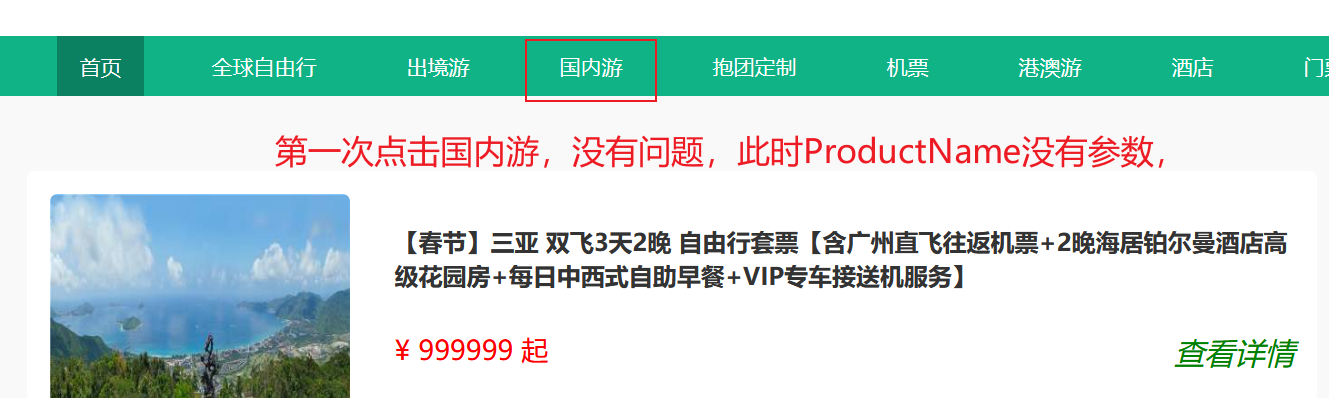 首页 全球自由行 出境游 国内游 抱团定制 机票 港澳游 酒店
第一次点击国内游，没有问题，此时ProductName没有参数，
【春节】三亚 双飞3天2晚 自由行套票【含广州直飞往返机票+2晚海居铂尔曼酒店高
级花园房+每日中西式自助早餐+VIP专车接送机服务】
¥ 999999 起
查看详情